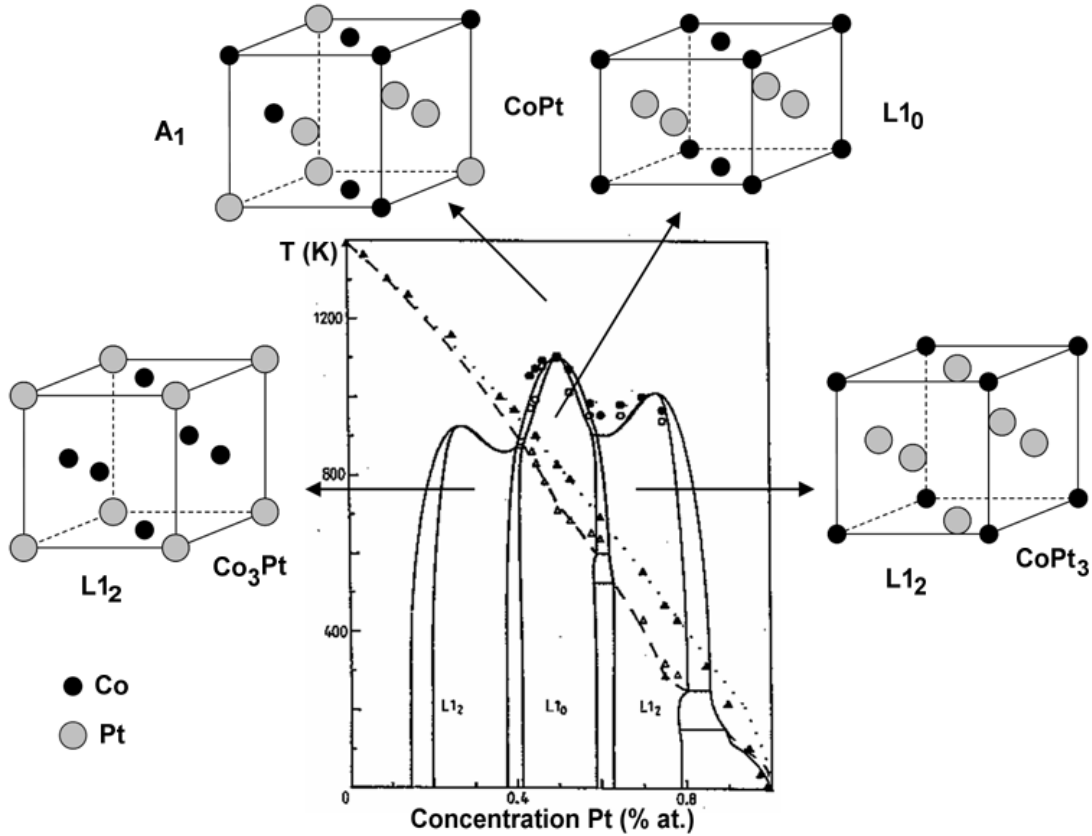 A1
CoPt
L10
T (K)
1200
800
400
0
0.4
0.8
L12
L10
L12
Concentration Pt (% at.)
Co3Pt
L12
CoPt3
L12
Co
Pt